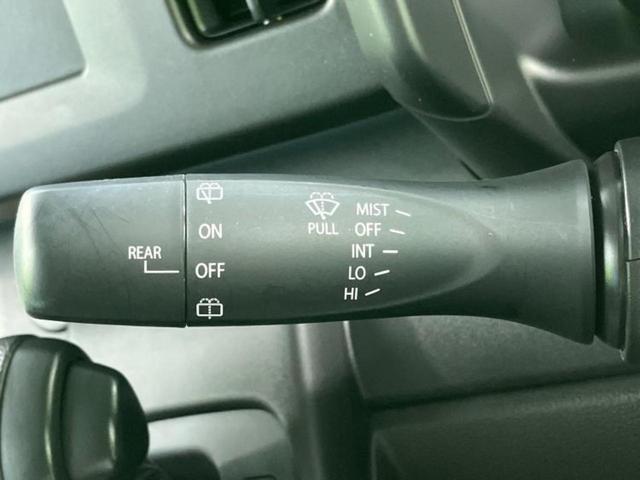 REAR
ON
OFF
PULL
MIST
OFF
INT
LO
HI